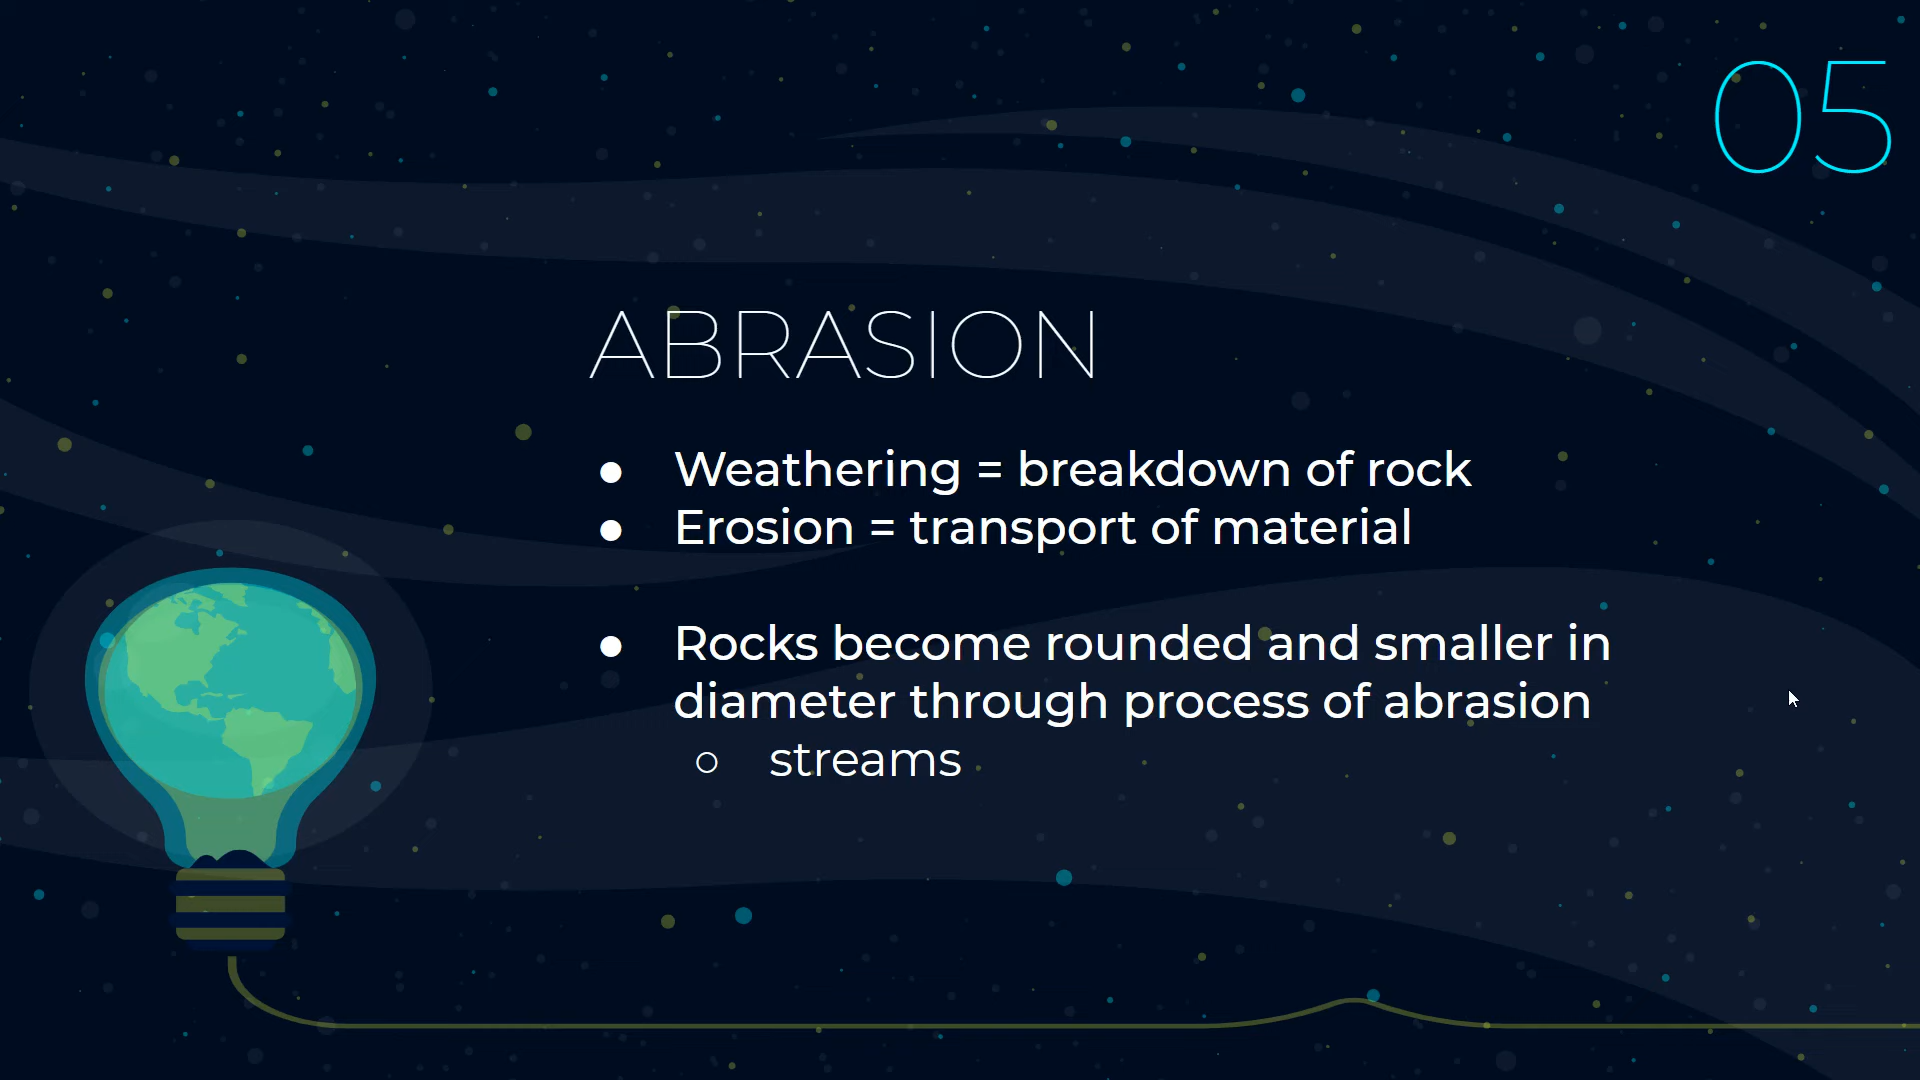 05
ABRASION
● Weathering = breakdown of rock
● Erosion = transport of material
● Rocks become rounded and smaller in
diameter through process of abrasion
○ streams